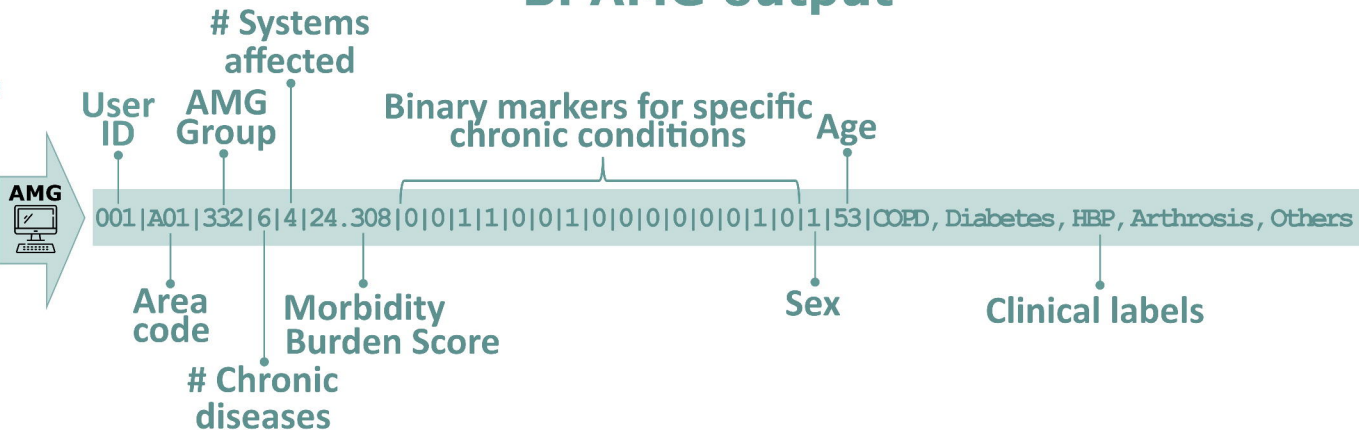 B. AMG output
# Systems
affected
User
ID
AMG
Group
Binary markers for specific
chronic conditions
Age
AMG
001|A01|332|6|4|24.308|0|0|1|1|0|0|1|0|0|0|0|0|0|1|0|1|53|COPD, Diabetes, HBP, Arthrosis, Others
Area
code
Morbidity
Burden Score
Sex
Clinical labels
# Chronic
diseases